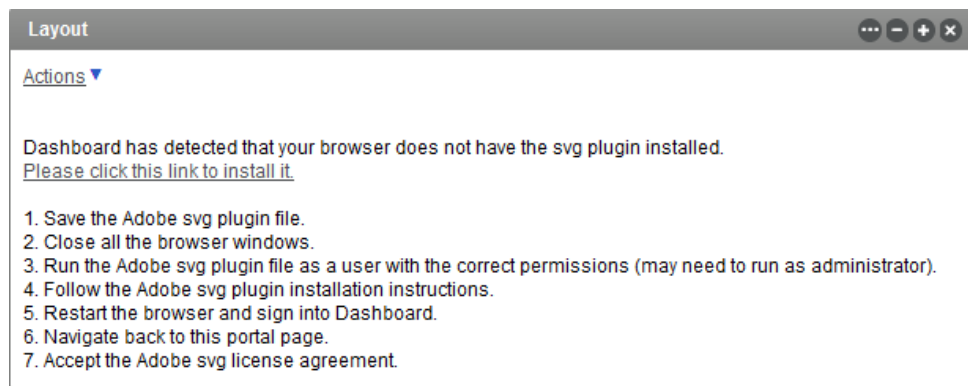 Layout
Actions
Dashboard has detected that your browser does not have the svg plugin installed.
Please click this link to install it.
1. Save the Adobe svg plugin file.
2. Close all the browser windows.
3. Run the Adobe svg plugin file as a user with the correct permissions (may need to run as administrator).
4. Follow the Adobe svg plugin installation instructions.
5. Restart the browser and sign into Dashboard.
6. Navigate back to this portal page.
7. Accept the Adobe svg license agreement.